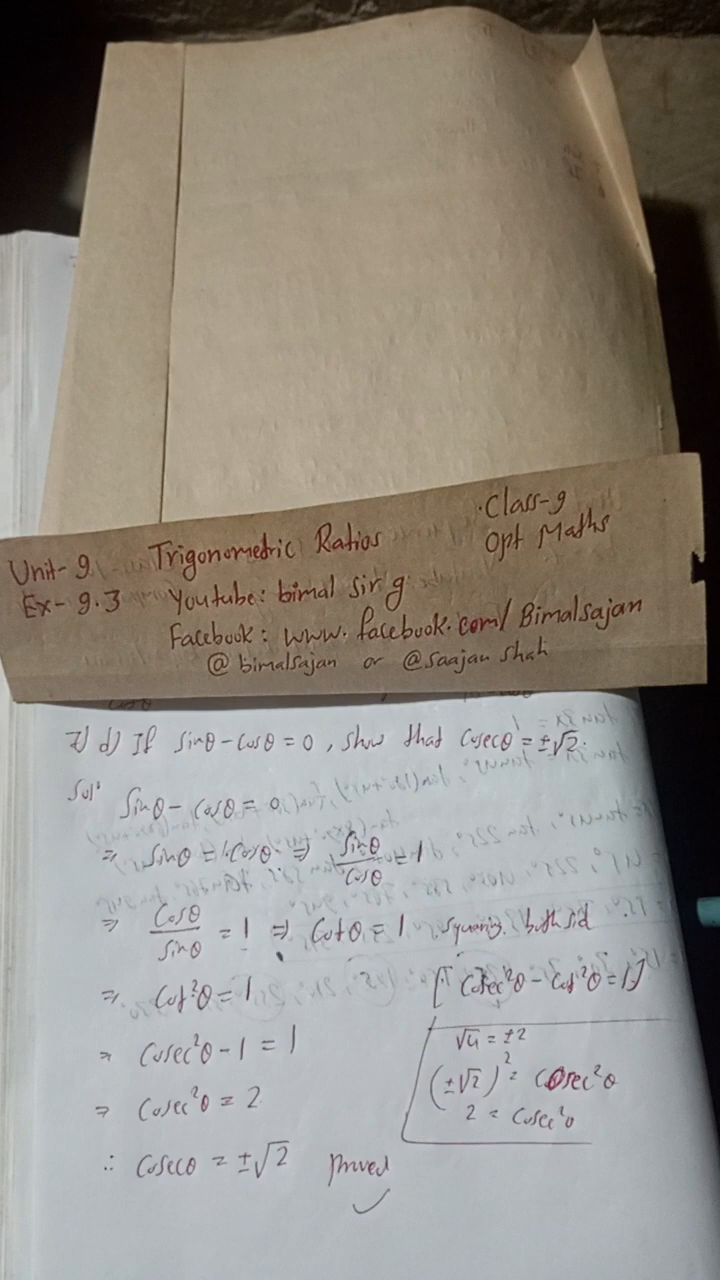 Unit-9 Trigonometric Ratios
Class-9
Opt Maths
Ex-9.3 Youtube: bimal sir g
Facebook: www.facebook.com/Bimalsajan
@bimalsajan or @saajan shah
7) d) If sinθ - cosθ = 0, show that Cosecθ = ±√2.
Sol:
Sinθ - cosθ = 0
⇒ Sinθ = 1.Cosθ ⇒ Sinθ/Cosθ = 1
⇒ Cosθ/sinθ = 1 ⇒ Cotθ = 1 squaring both sid
⇒ Cot²θ = 1 [∵ Cosec²θ - Cot²θ = 1]
⇒ Cosec²θ - 1 = 1
⇒ Cosec²θ = 2
∴ Cosecθ = ±√2 proved
√4 = ±2
(±√2)² = Cosec²θ
2 = Cosec²θ